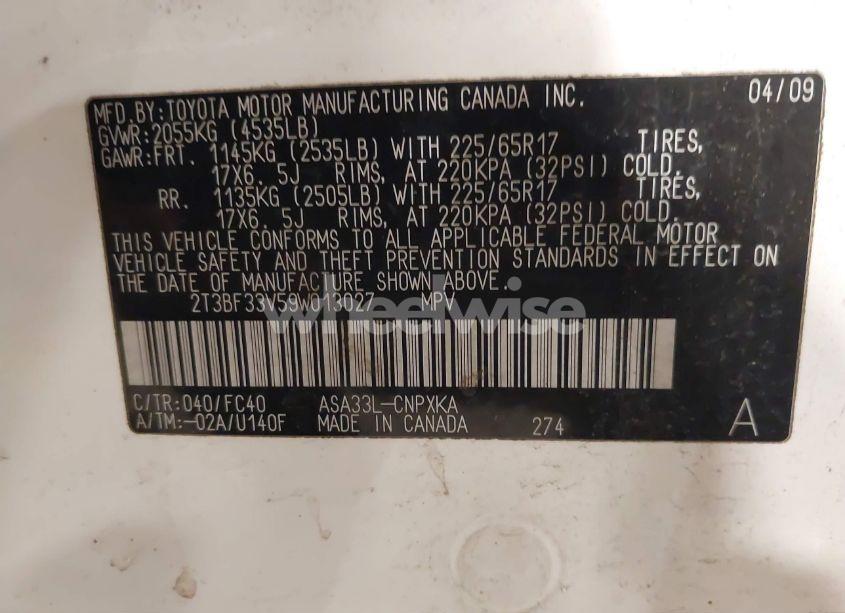 MFD. BY: TOYOTA MOTOR MANUFACTURING CANADA INC. 04/09
GVWR: 2055KG (4535LB)
GAWR: FRT. 1145KG (2535LB) WITH 225/65R17 TIRES,
17X6. 5J RIMS, AT 220KPA (32PSI) COLD.
RR. 1135KG (2505LB) WITH 225/65R17 TIRES,
17X6. 5J RIMS, AT 220KPA (32PSI) COLD.
THIS VEHICLE CONFORMS TO ALL APPLICABLE FEDERAL MOTOR
VEHICLE SAFETY AND THEFT PREVENTION STANDARDS IN EFFECT ON
THE DATE OF MANUFACTURE SHOWN ABOVE.
2T3BF33V59W013027 MPV
wheelwise
C/TR: 040/FC40 ASA33L-CNPXKA
A/TM: -02A/U140F MADE IN CANADA 274 A